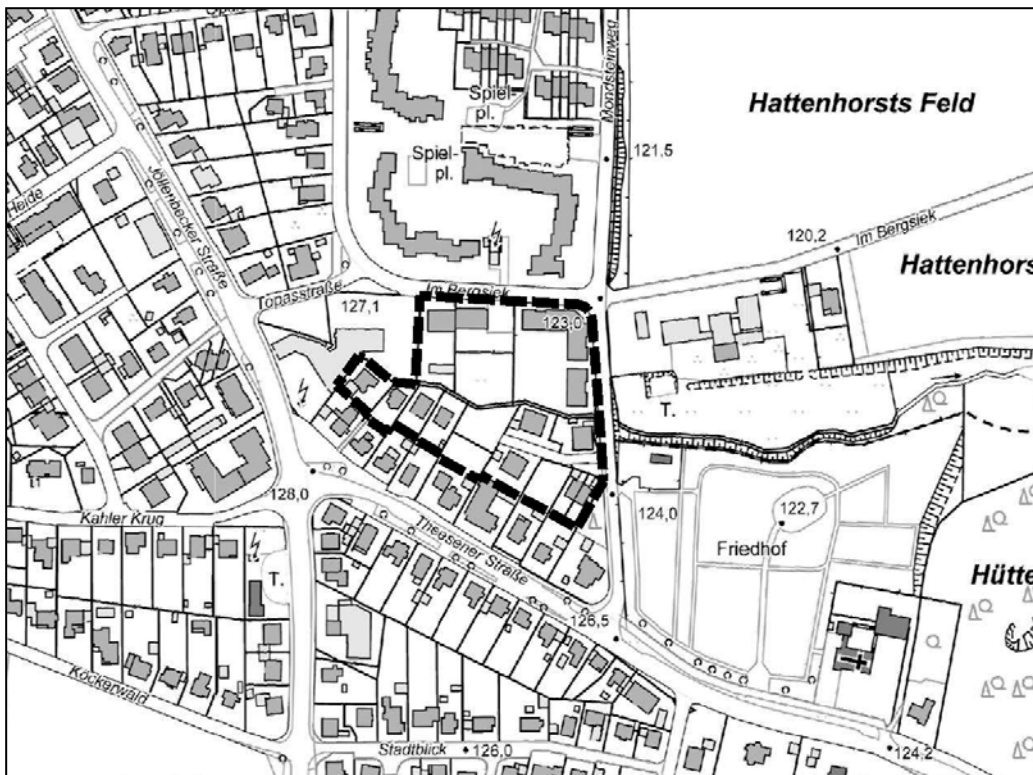 Hattenhorsts Feld
Mondsteinweg
Spiel-
pl.
121,5
Spiel-
pl.
Heide
Jöllenbecker Straße
Im Bergsiek
120,2
Hattenhors
Topasstraße
127,1
Im Bergsiek
123,0
T.
128,0
Kahler Krug
124,0
122,7
Friedhof
Theesener Straße
T.
Hütte
126,5
Köckerwald
Stadtblick
126,0
124,2